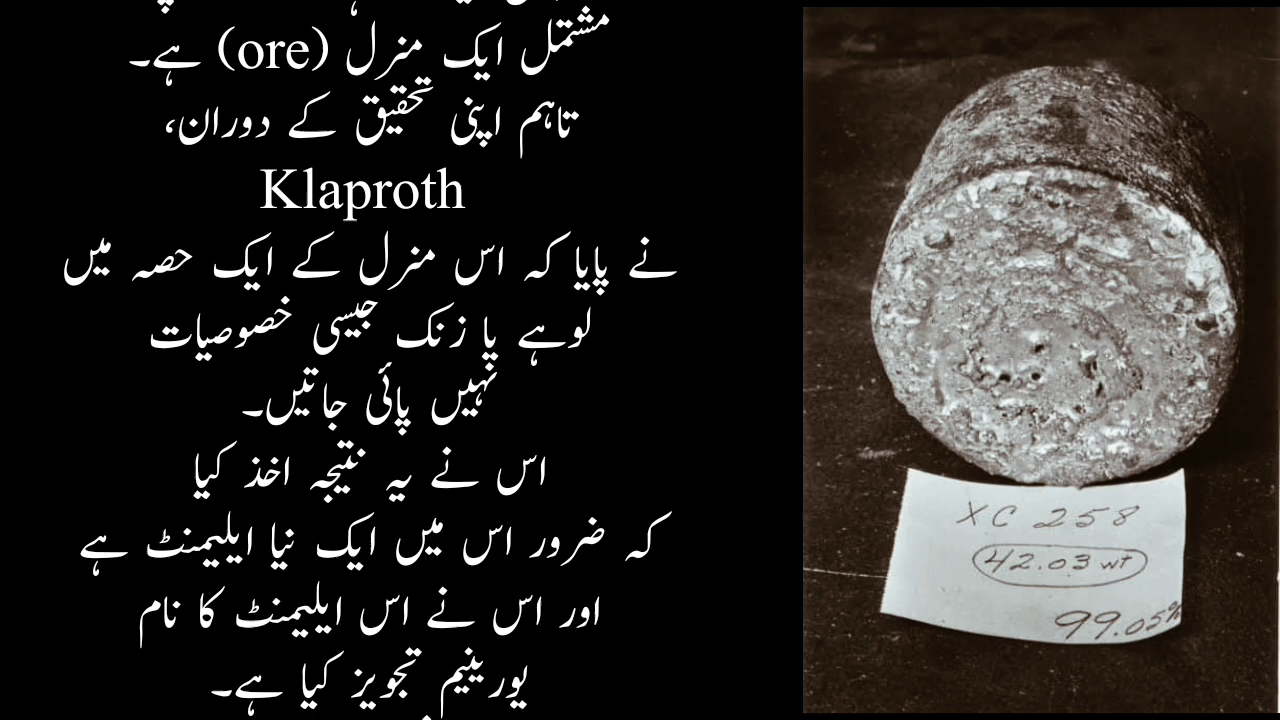 مشتمل ایک منرل (ore) ہے۔
تاہم اپنی تحقیق کے دوران،
Klaproth
نے پایا کہ اس منرل کے ایک حصہ میں
لوہے یا زنک جیسی خصوصیات
نہیں پائی جاتیں۔
اس نے یہ نتیجہ اخذ کیا
کہ ضرور اس میں ایک نیا ایلیمنٹ ہے
اور اس نے اس ایلیمنٹ کا نام
یورینیم تجویز کیا ہے۔
XC 258
42.03 wt
99.05%